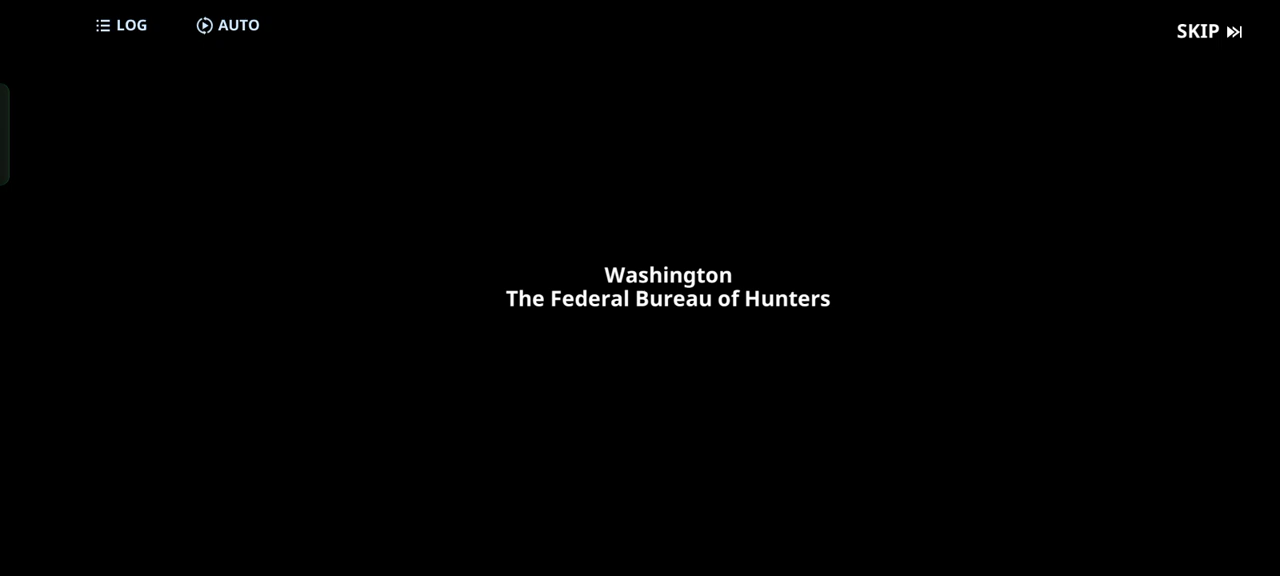 LOG
AUTO
SKIP
Washington
The Federal Bureau of Hunters